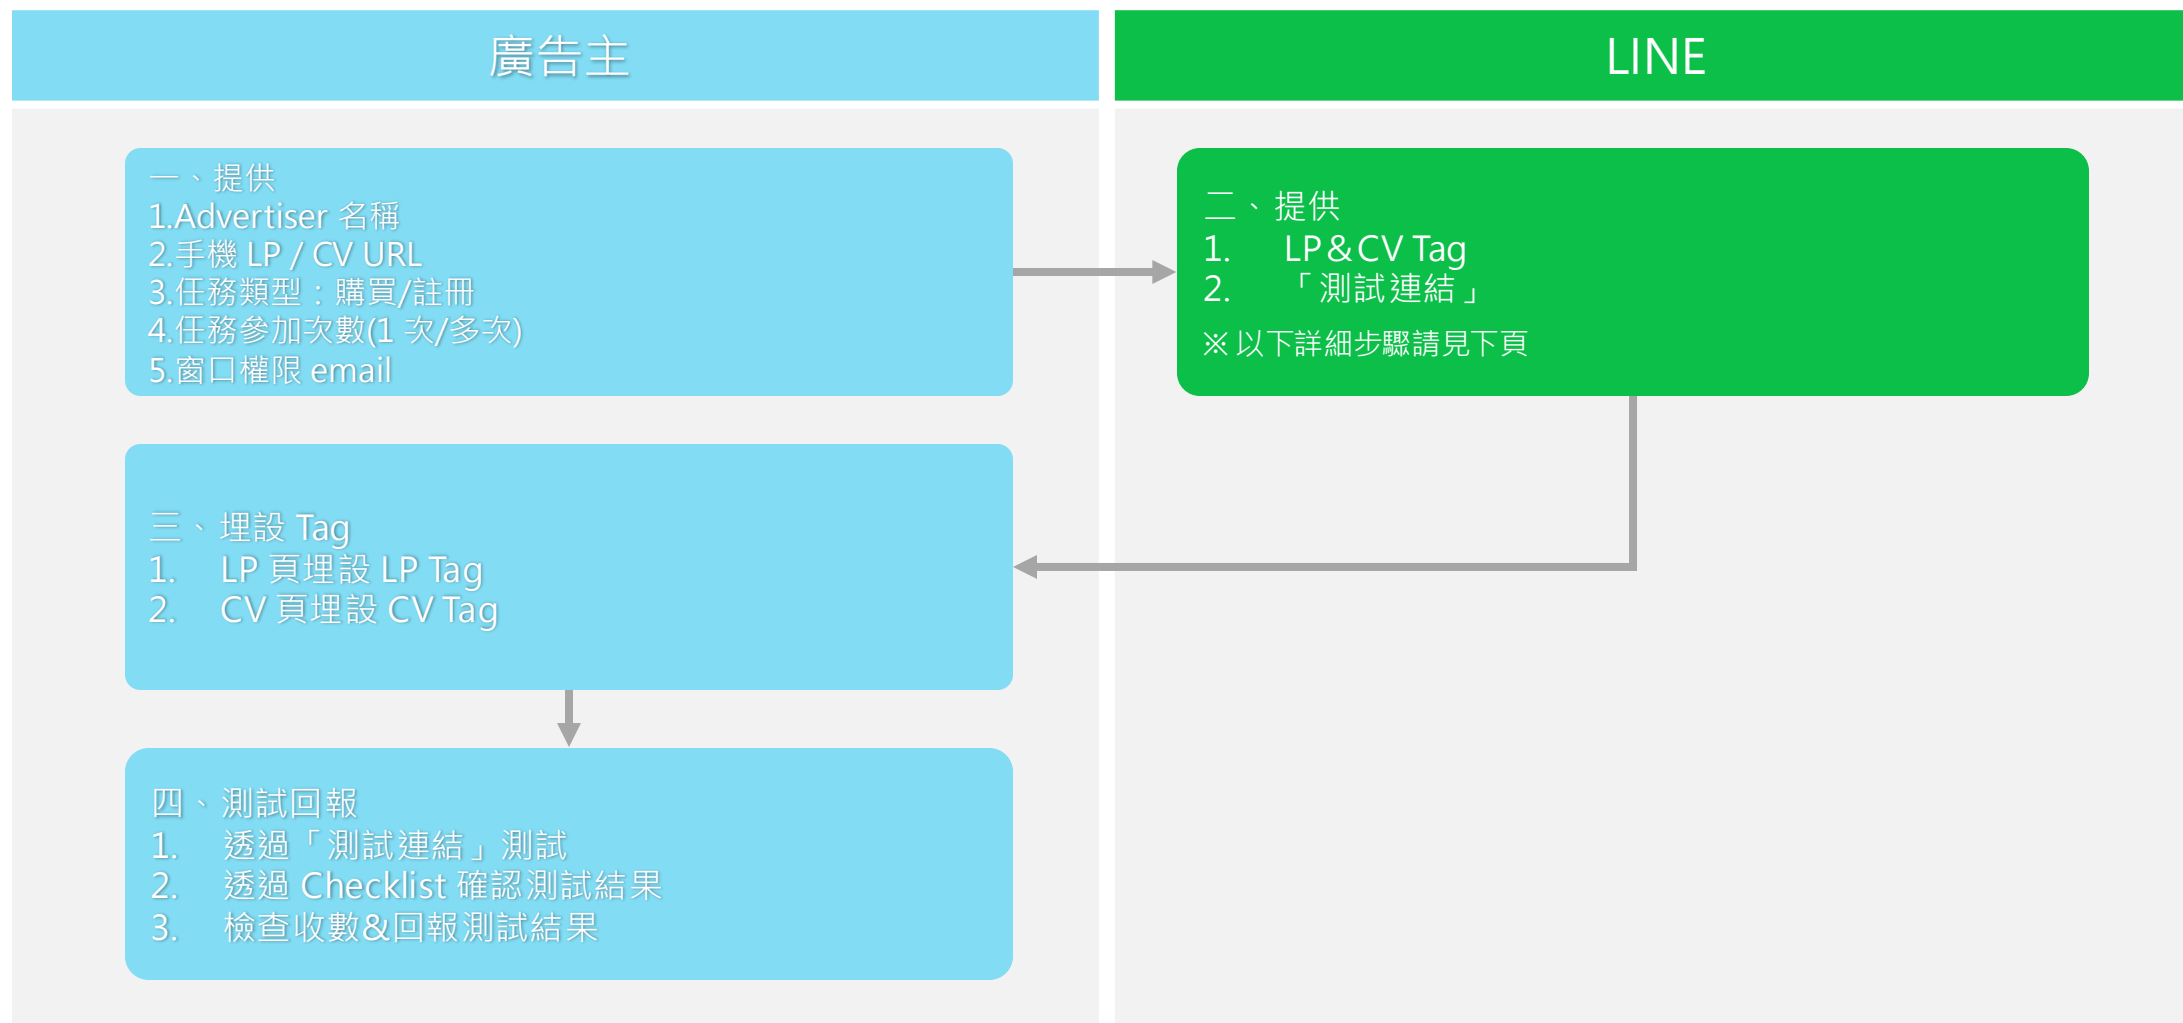 廣告主
LINE
一、提供
1.Advertiser 名稱
2.手機 LP / CV URL
3.任務類型：購買/註冊
4.任務參加次數(1 次/多次)
5.窗口權限 email
二、提供
1. LP＆CV Tag
2. 「測試連結」
※以下詳細步驟請見下頁
三、埋設 Tag
1. LP 頁埋設 LP Tag
2. CV 頁埋設 CV Tag
四、測試回報
1. 透過「測試連結」測試
2. 透過 Checklist 確認測試結果
3. 檢查收數&回報測試結果